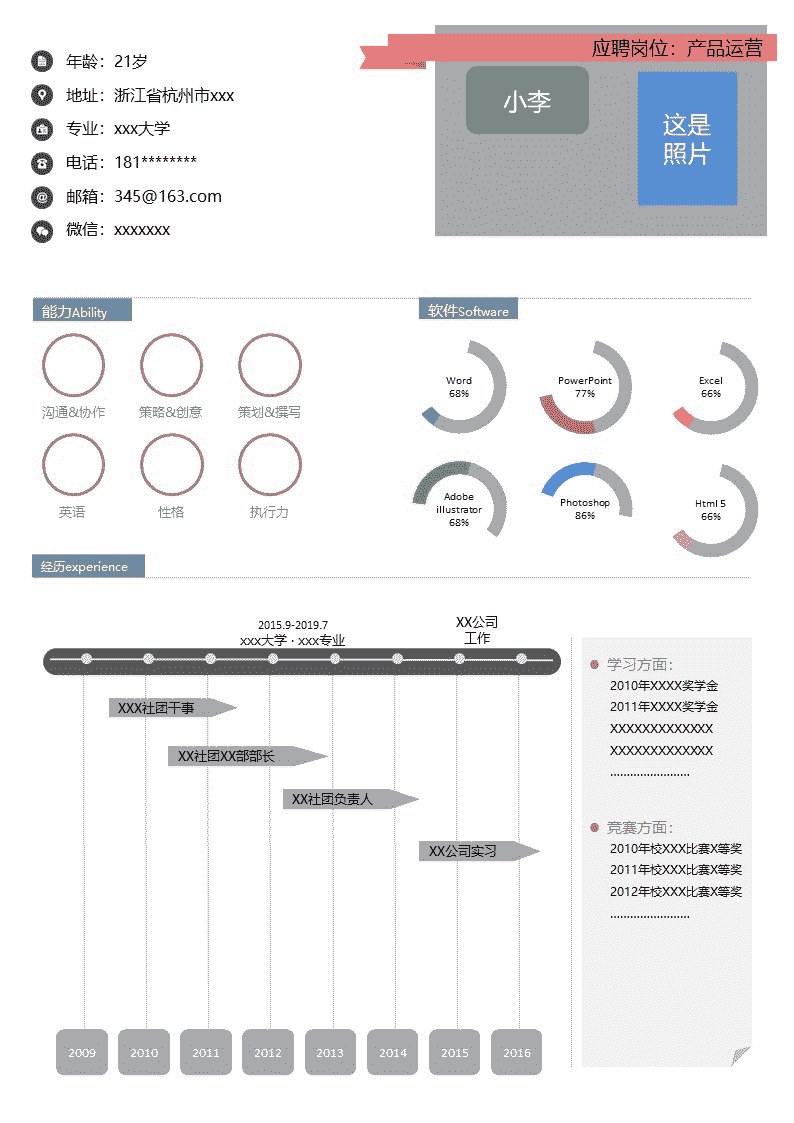 年龄：21岁
地址：浙江省杭州市xxx
专业：xxx大学
电话：181********
邮箱：345@163.com
微信：xxxxxxx
应聘岗位：产品运营
小李
这是
照片
能力Ability
沟通&协作
策略&创意
策划&撰写
英语
性格
执行力
软件Software
Word
68%
PowerPoint
77%
Excel
66%
Adobe
illustrator
68%
Photoshop
86%
Html 5
66%
经历experience
2015.9-2019.7
xxx大学 · xxx专业
XX公司
工作
XXX社团干事
XX社团XX部部长
XX社团负责人
XX公司实习
2009
2010
2011
2012
2013
2014
2015
2016
学习方面：
2010年XXXX奖学金
2011年XXXX奖学金
XXXXXXXXXXXXX
XXXXXXXXXXXXX
........................
竞赛方面：
2010年校XXX比赛X等奖
2011年校XXX比赛X等奖
2012年校XXX比赛X等奖
........................